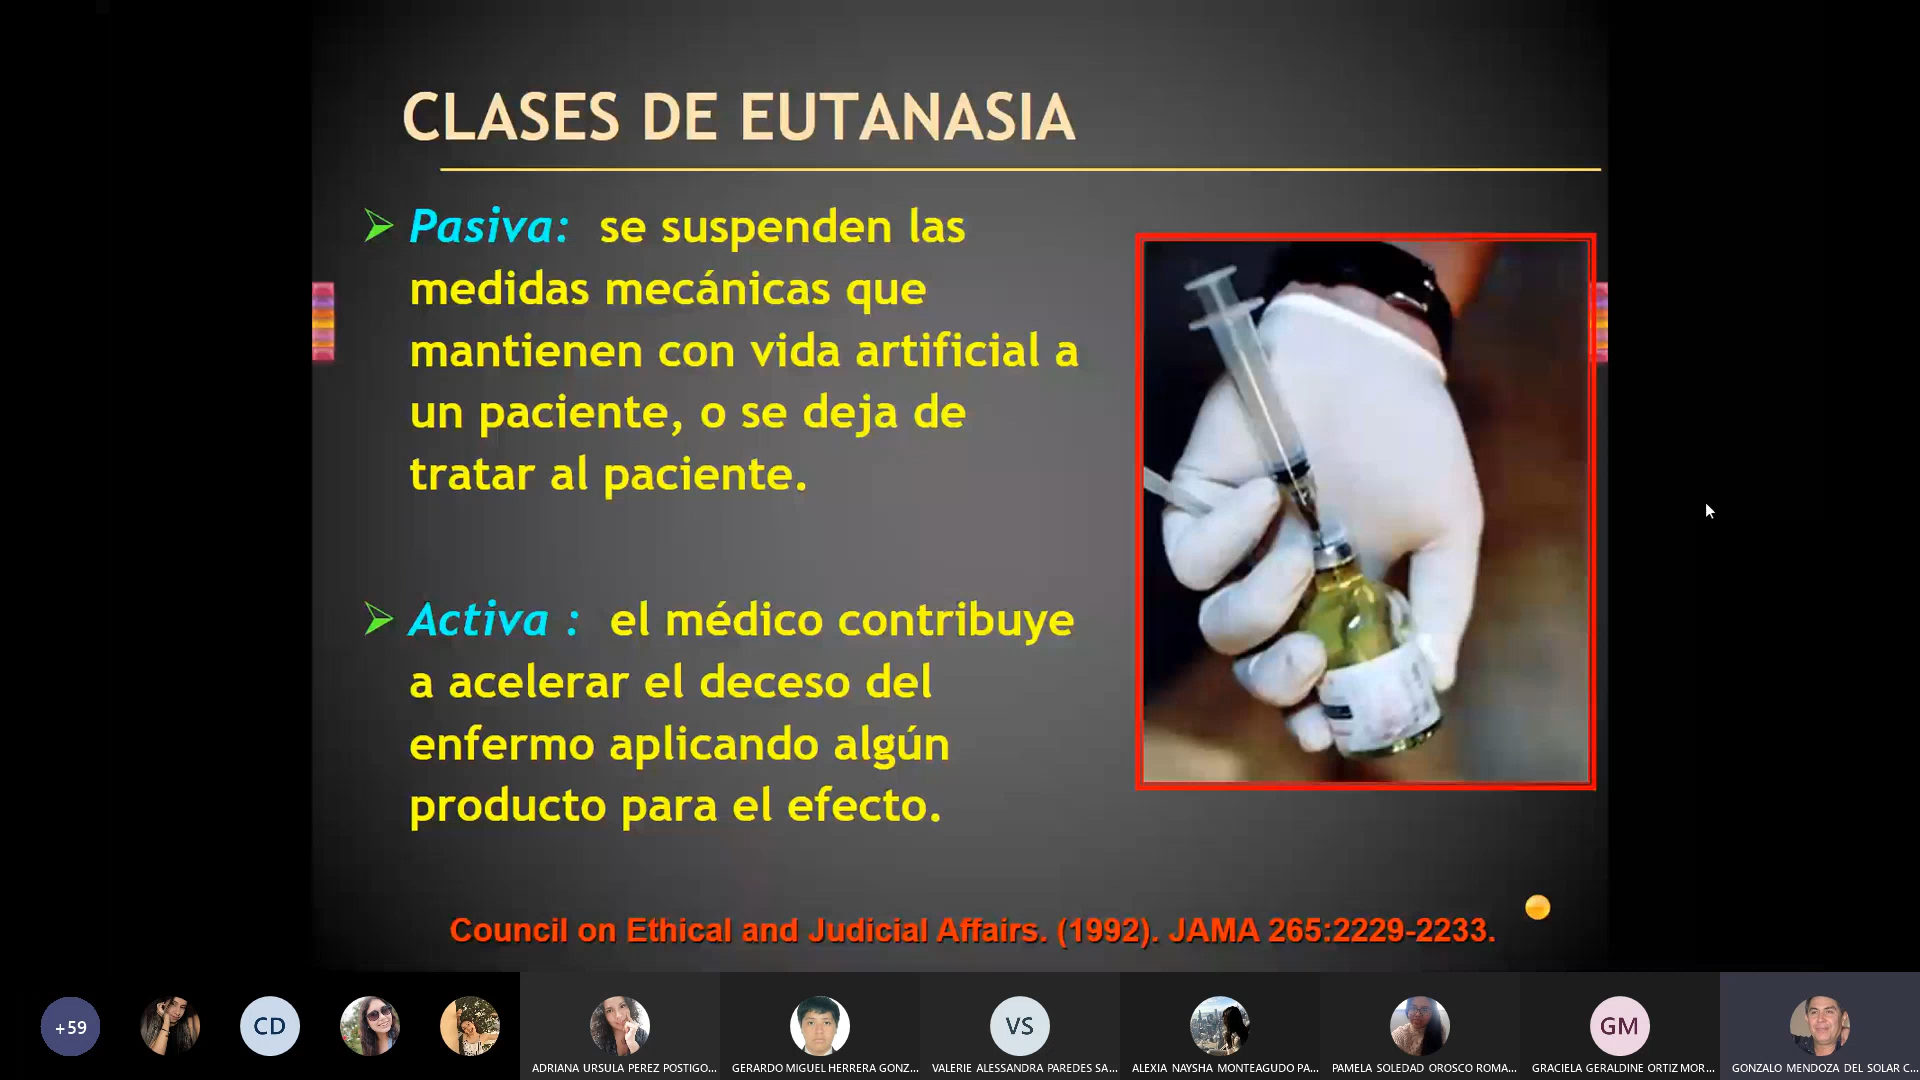 CLASES DE EUTANASIA
Pasiva: se suspenden las
medidas mecánicas que
mantienen con vida artificial a
un paciente, o se deja de
tratar al paciente.
Activa : el médico contribuye
a acelerar el deceso del
enfermo aplicando algún
producto para el efecto.
Council on Ethical and Judicial Affairs. (1992). JAMA 265:2229-2233.
+59
CD
VS
GM
ADRIANA URSULA PEREZ POSTIGO...
GERARDO MIGUEL HERRERA GONZ...
VALERIE ALESSANDRA PAREDES SA...
ALEXIA NAYSHA MONTEAGUDO PA...
PAMELA SOLEDAD OROSCO ROMA...
GRACIELA GERALDINE ORTIZ MOR...
GONZALO MENDOZA DEL SOLAR C...